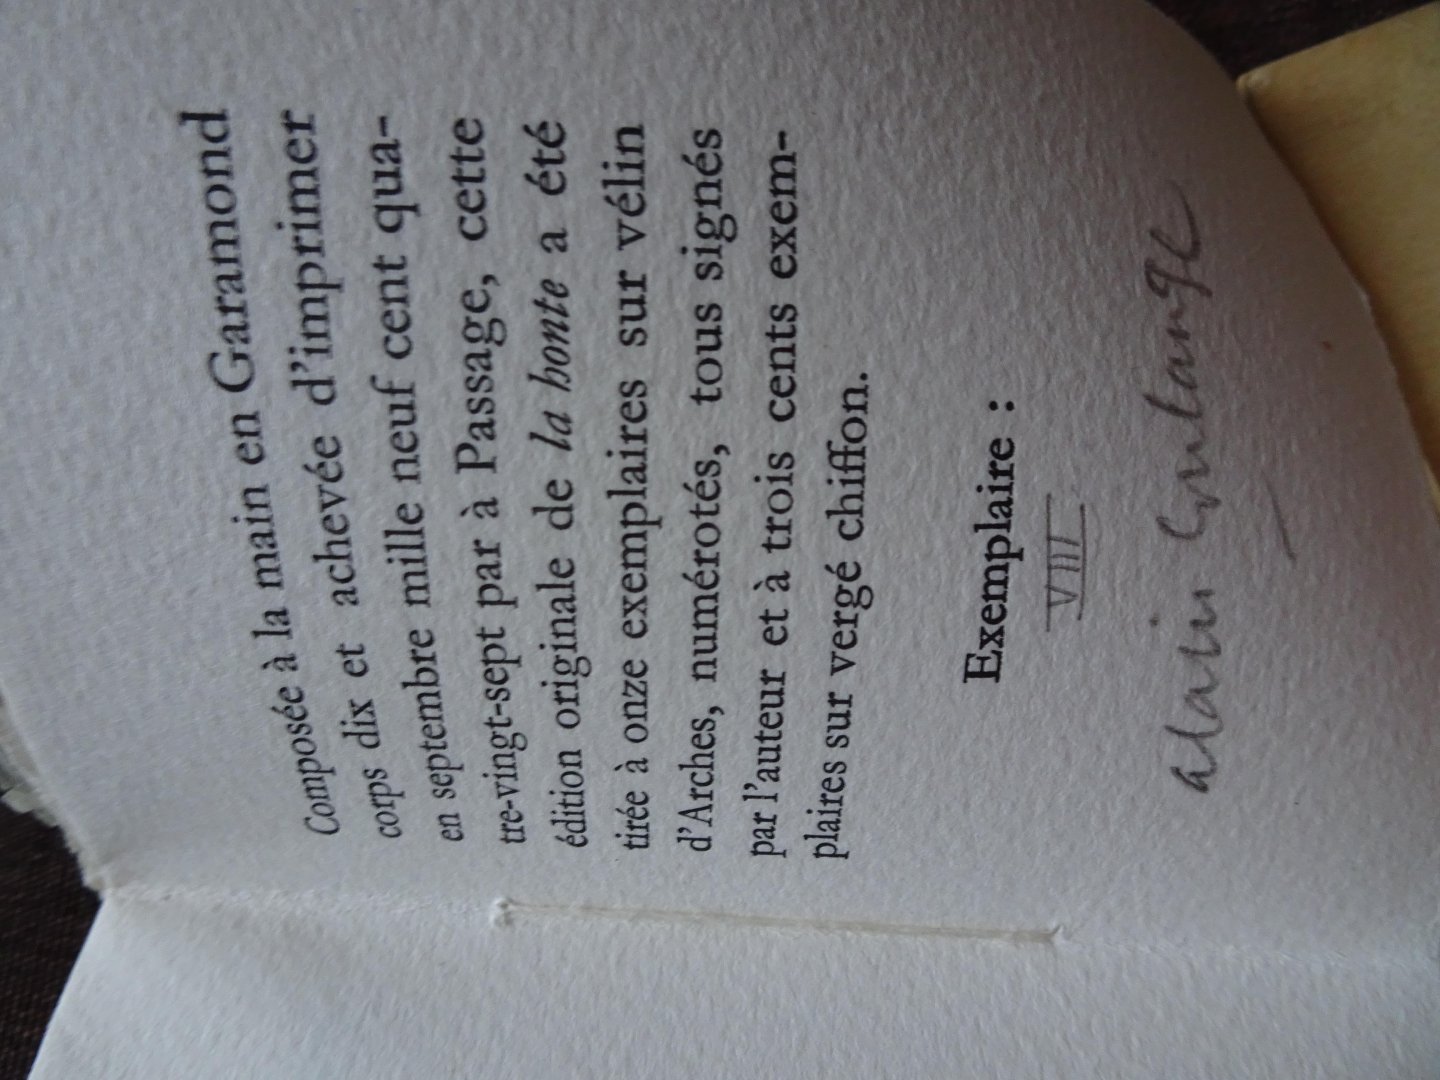 Composée à la main en Garamond
corps dix et achevée d'imprimer
en septembre mille neuf cent qua-
tre-vingt-sept par à Passage, cette
édition originale de la honte a été
tirée à onze exemplaires sur vélin
d'Arches, numérotés, tous signés
par l'auteur et à trois cents exem-
plaires sur vergé chiffon.
Exemplaire :
VIII
alain Coulange